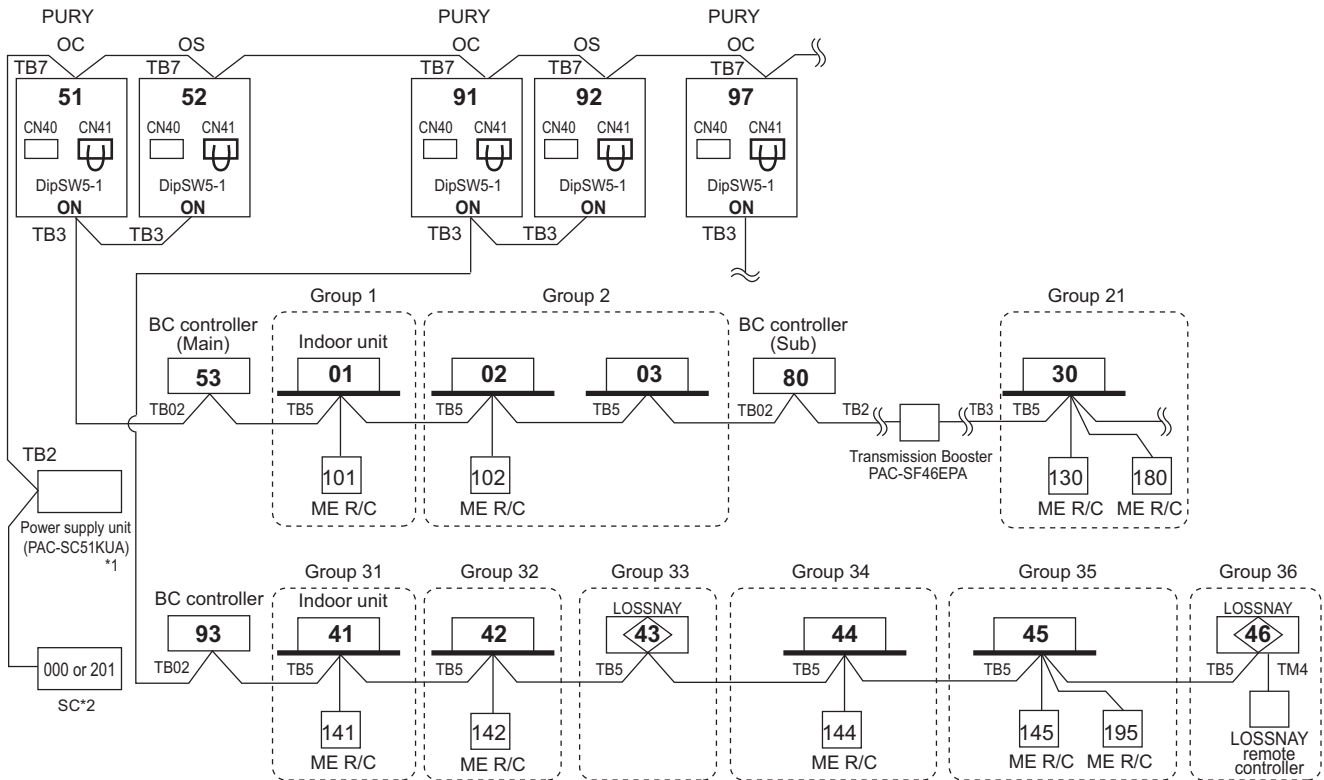 PURY PURY PURY
OC OS OC OS OC
TB7 TB7 TB7 TB7 TB7
51 52 91 92 97
CN40 CN41 CN40 CN41 CN40 CN41 CN40 CN41 CN40 CN41
DipSW5-1 DipSW5-1 DipSW5-1 DipSW5-1 DipSW5-1
ON ON ON ON ON
TB3 TB3 TB3 TB3 TB3
Group 1 Group 2 Group 21
BC controller
(Main)
Indoor unit
BC controller
(Sub)
53 01 02 03 80 30
TB02 TB5 TB5 TB5 TB02 TB2 TB3 TB5
Transmission Booster
PAC-SF46EPA
101 102 130 180
ME R/C ME R/C ME R/C ME R/C
TB2
Power supply unit
(PAC-SC51KUA)
*1
Group 31 Group 32 Group 33 Group 34 Group 35 Group 36
BC controller Indoor unit LOSSNAY LOSSNAY
93 41 42 43 44 45 46
TB02 TB5 TB5 TB5 TB5 TB5 TB5 TM4
000 or 201
SC*2
141 142 144 145 195
ME R/C ME R/C ME R/C ME R/C ME R/C
LOSSNAY
remote
controller